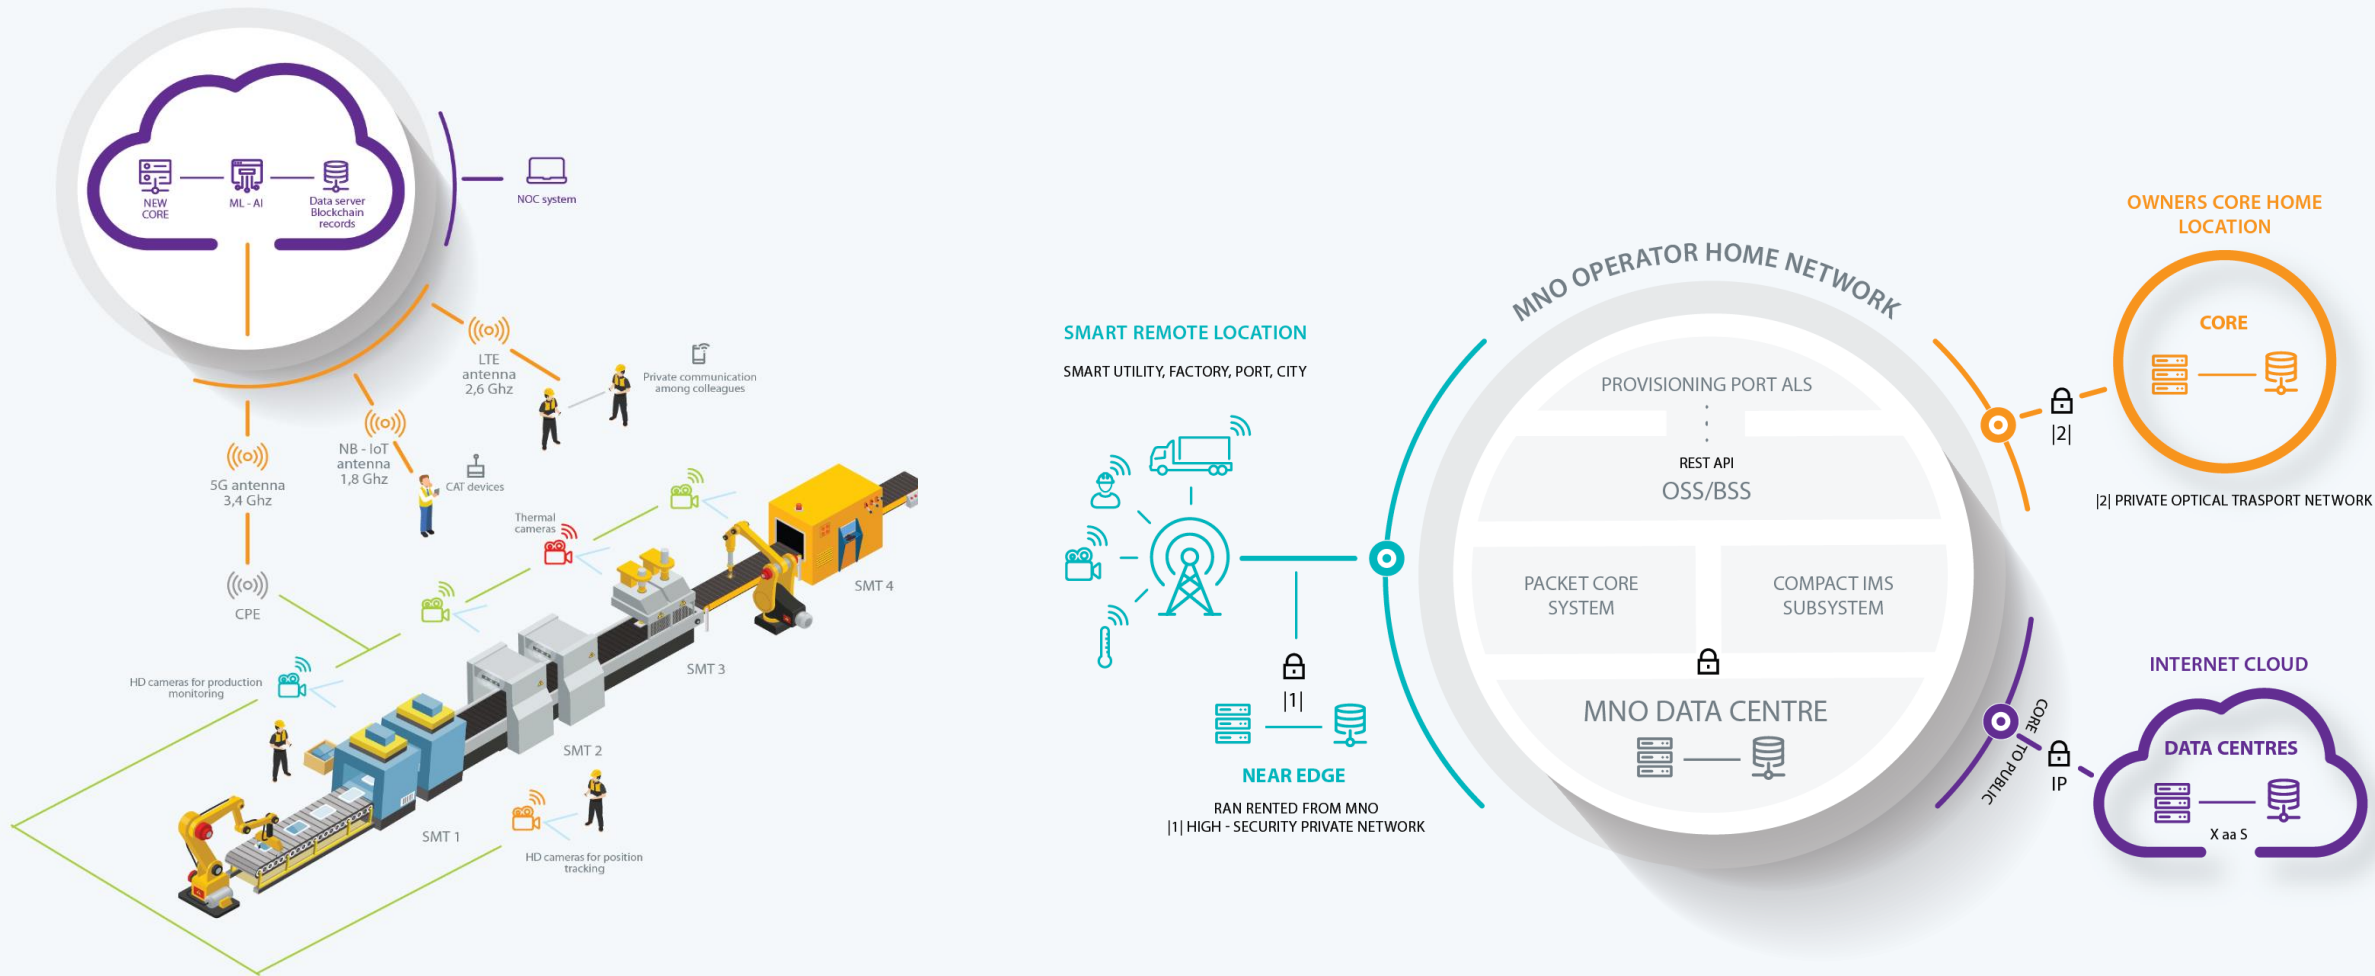 NEW
CORE
ML - AI
Data server
Blockchain
records
NOC system
LTE
antenna
2,6 Ghz
Private communication
among colleagues
NB - IoT
antenna
1,8 Ghz
CAT devices
5G antenna
3,4 Ghz
CPE
Thermal
cameras
HD cameras for production
monitoring
SMT 4
SMT 3
SMT 2
SMT 1
HD cameras for position
tracking
SMART REMOTE LOCATION
SMART UTILITY, FACTORY, PORT, CITY
|1|
NEAR EDGE
RAN RENTED FROM MNO
|1| HIGH - SECURITY PRIVATE NETWORK
MNO OPERATOR HOME NETWORK
PROVISIONING PORT ALS
REST API
OSS/BSS
PACKET CORE
SYSTEM
COMPACT IMS
SUBSYSTEM
MNO DATA CENTRE
OWNERS CORE HOME
LOCATION
CORE
|2|
|2| PRIVATE OPTICAL TRASPORT NETWORK
INTERNET CLOUD
CORE TO PUBLIC
IP
DATA CENTRES
X aa S